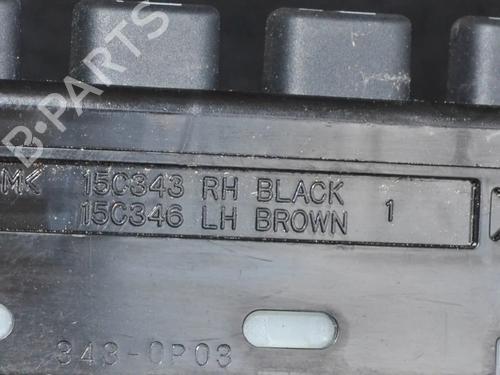 B-PARTS
MK 15C343 RH BLACK
15C346 LH BROWN 1
343-0P03